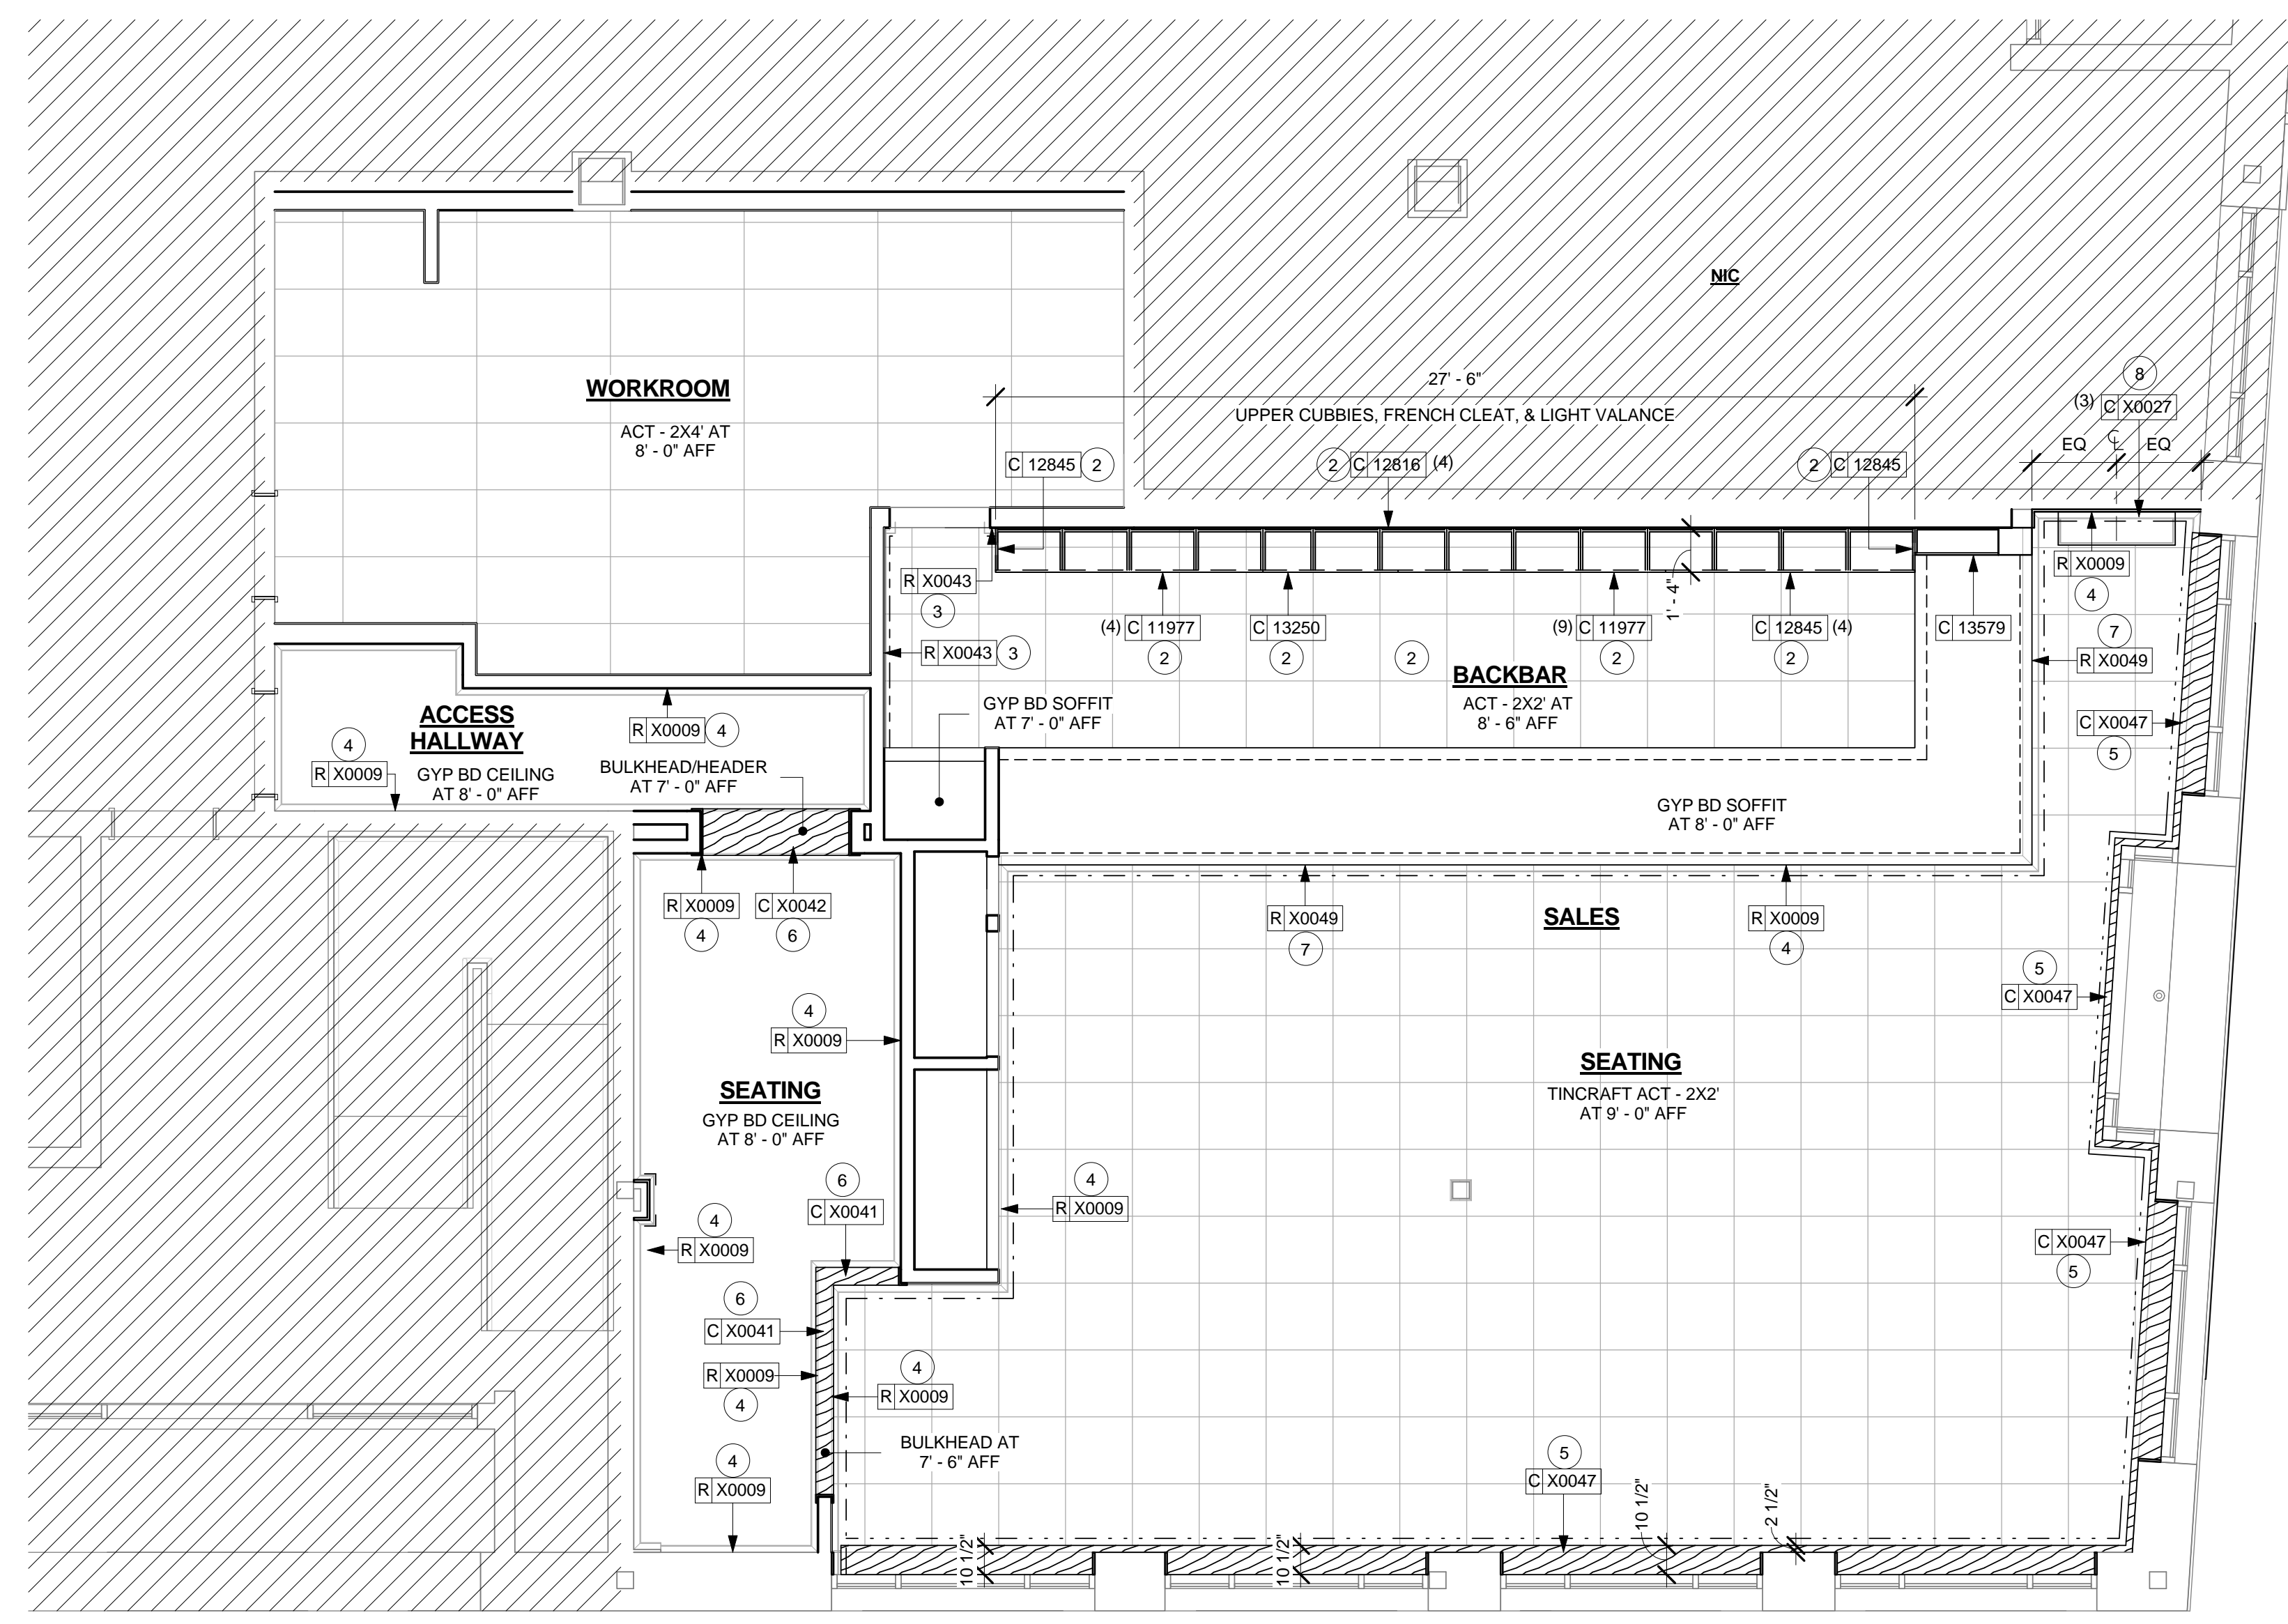 NIC
WORKROOM
ACT - 2X4' AT
8' - 0" AFF
27' - 6"
UPPER CUBBIES, FRENCH CLEAT, & LIGHT VALANCE
8
(3) C X0027
EQ ℄ EQ
C 12845 2
2 C 12816 (4)
2 C 12845
R X0043
3
R X0043 3
(4) C 11977
2
C 13250
2
2
(9) C 11977
2
1' - 4"
C 12845 (4)
2
C 13579
R X0009
4
7
R X0049
C X0047
5
BACKBAR
ACT - 2X2' AT
8' - 6" AFF
GYP BD SOFFIT
AT 7' - 0" AFF
ACCESS
HALLWAY
GYP BD CEILING
AT 8' - 0" AFF
4
R X0009
R X0009 4
BULKHEAD/HEADER
AT 7' - 0" AFF
GYP BD SOFFIT
AT 8' - 0" AFF
R X0009
4
C X0042
6
R X0049
7
SALES
R X0009
4
5
C X0047
4
R X0009
SEATING
GYP BD CEILING
AT 8' - 0" AFF
SEATING
TINCRAFT ACT - 2X2'
AT 9' - 0" AFF
6
C X0041
4
R X0009
4
R X0009
C X0047
5
6
C X0041
R X0009
4
4
R X0009
BULKHEAD AT
7' - 6" AFF
4
R X0009
5
C X0047
10 1/2"
10 1/2"
10 1/2"
2 1/2"